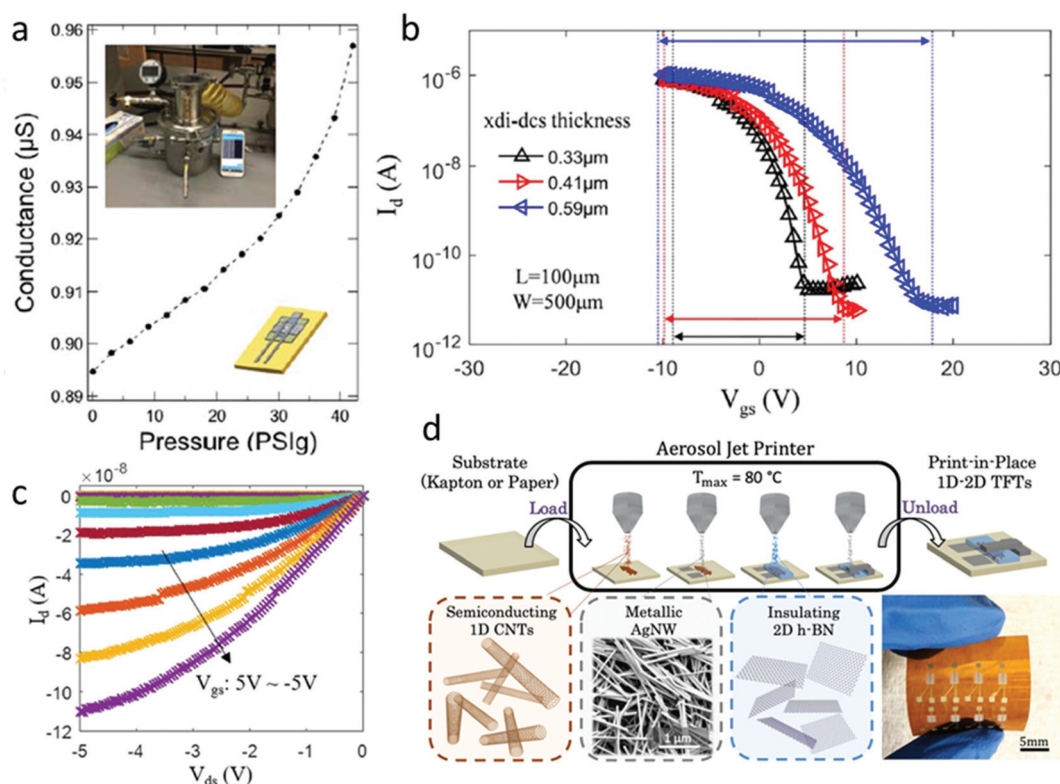 a
0.96
0.95
0.94
0.93
0.92
0.91
0.90
0.89
Conductance (µS)
0 10 20 30 40
Pressure (PSIg)
b
10⁻⁶
10⁻⁸
10⁻¹⁰
10⁻¹²
I_d (A)
xdi-dcs thickness
0.33µm
0.41µm
0.59µm
L=100µm
W=500µm
-30 -20 -10 0 10 20 30
V_gs (V)
c
×10⁻⁸
0
-2
-4
-6
-8
-10
-12
I_d (A)
V_gs: 5V ~ -5V
-5 -4 -3 -2 -1 0
V_ds (V)
d
Aerosol Jet Printer
Substrate
(Kapton or Paper)
T_max = 80 °C
Print-in-Place
1D-2D TFTs
Load
Unload
Semiconducting
1D CNTs
Metallic
AgNW
1 µm
Insulating
2D h-BN
5mm